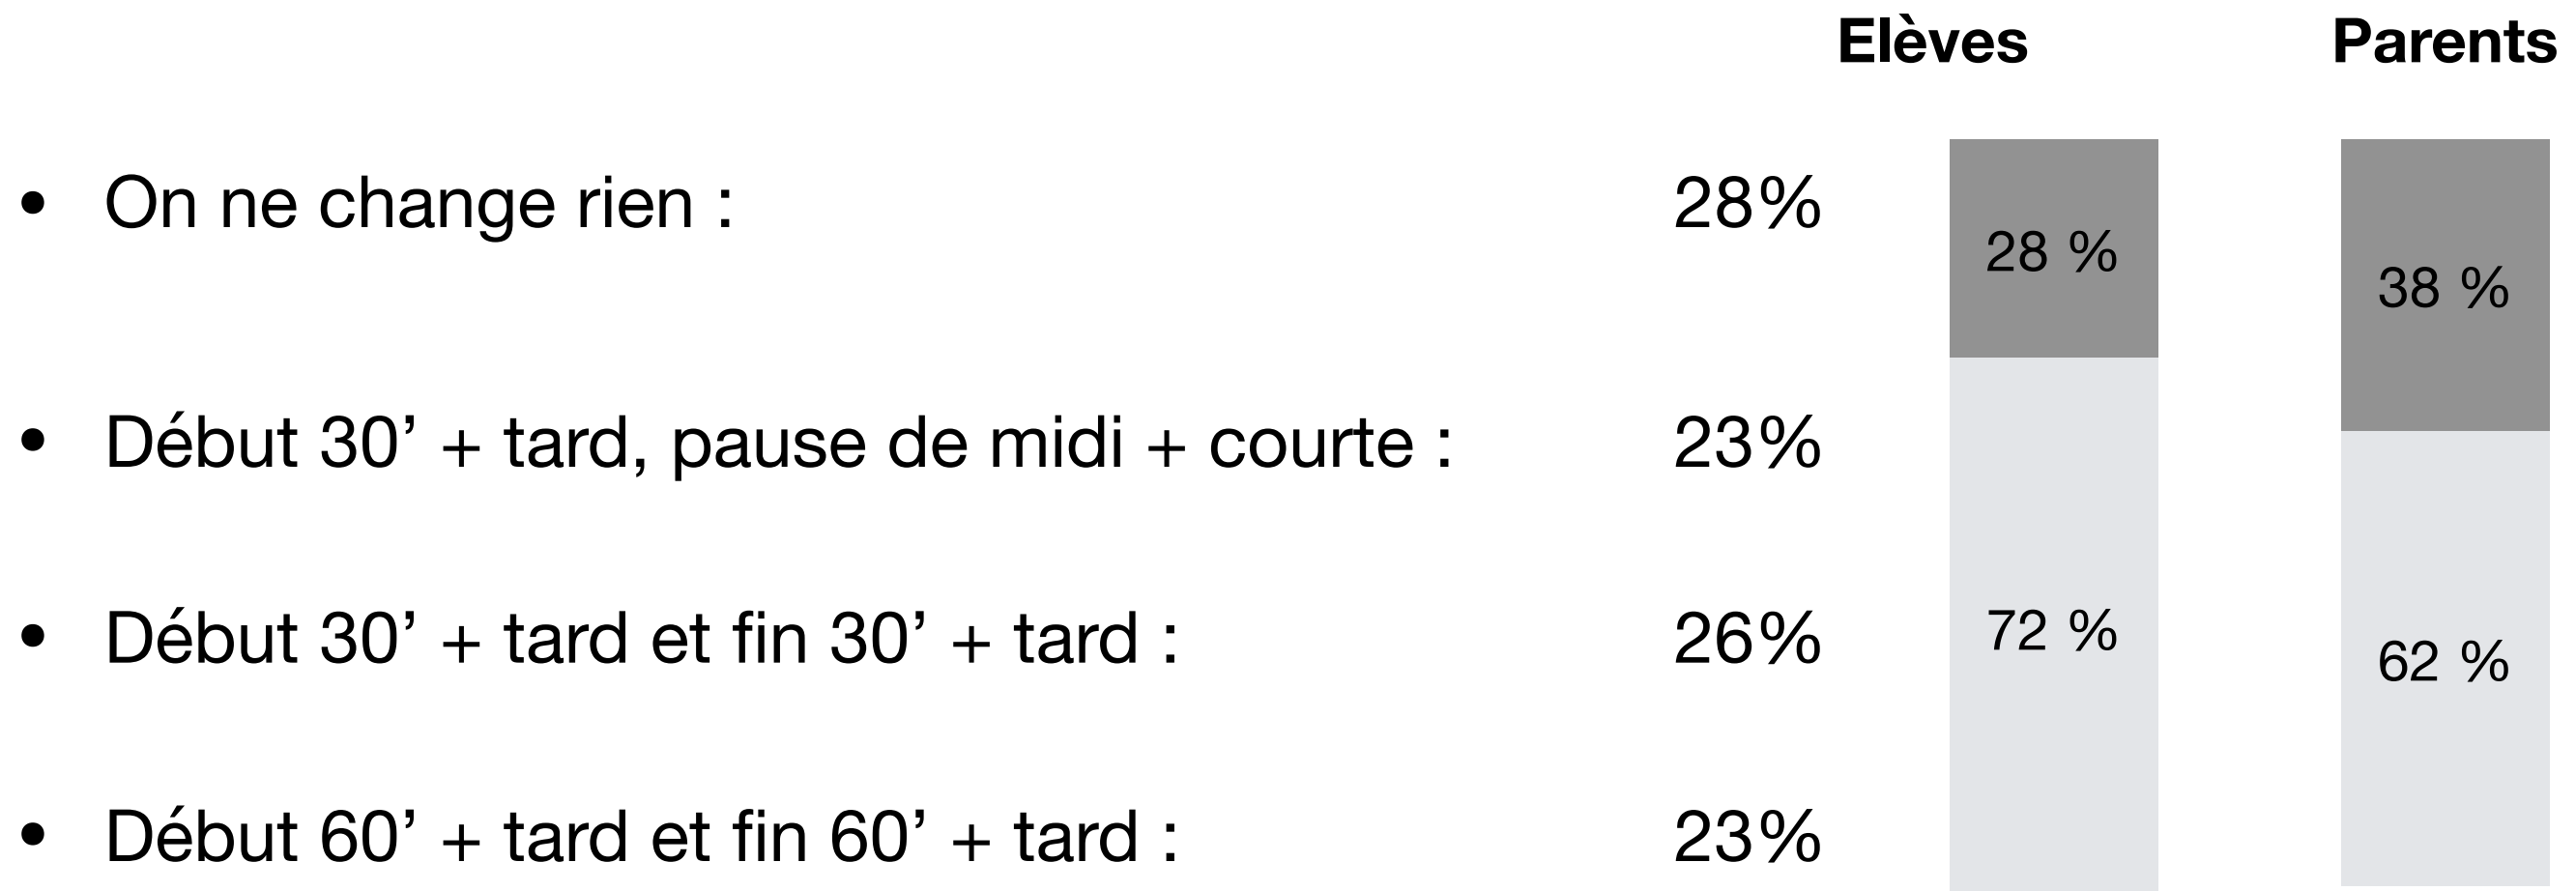 Elèves Parents
• On ne change rien : 28% 28 % 38 %
• Début 30’ + tard, pause de midi + courte : 23%
• Début 30’ + tard et fin 30’ + tard : 26% 72 % 62 %
• Début 60’ + tard et fin 60’ + tard : 23%